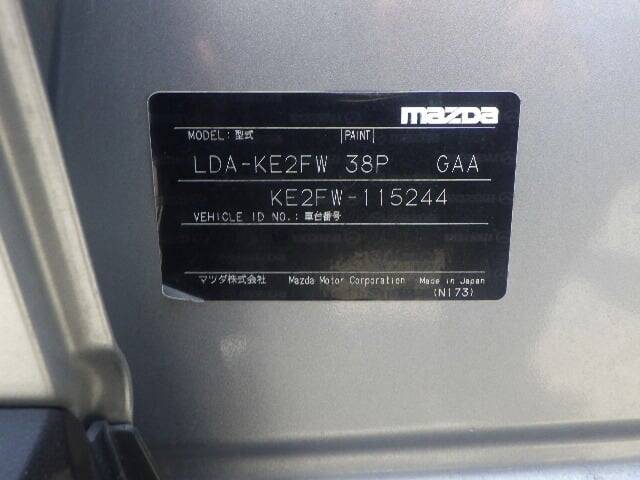 mazDa
MODEL: 型式 PAINT
LDA-KE2FW 38P GAA
KE2FW-115244
VEHICLE ID NO.: 車台番号
マツダ株式会社 Mazda Motor Corporation Made in Japan
(N173)